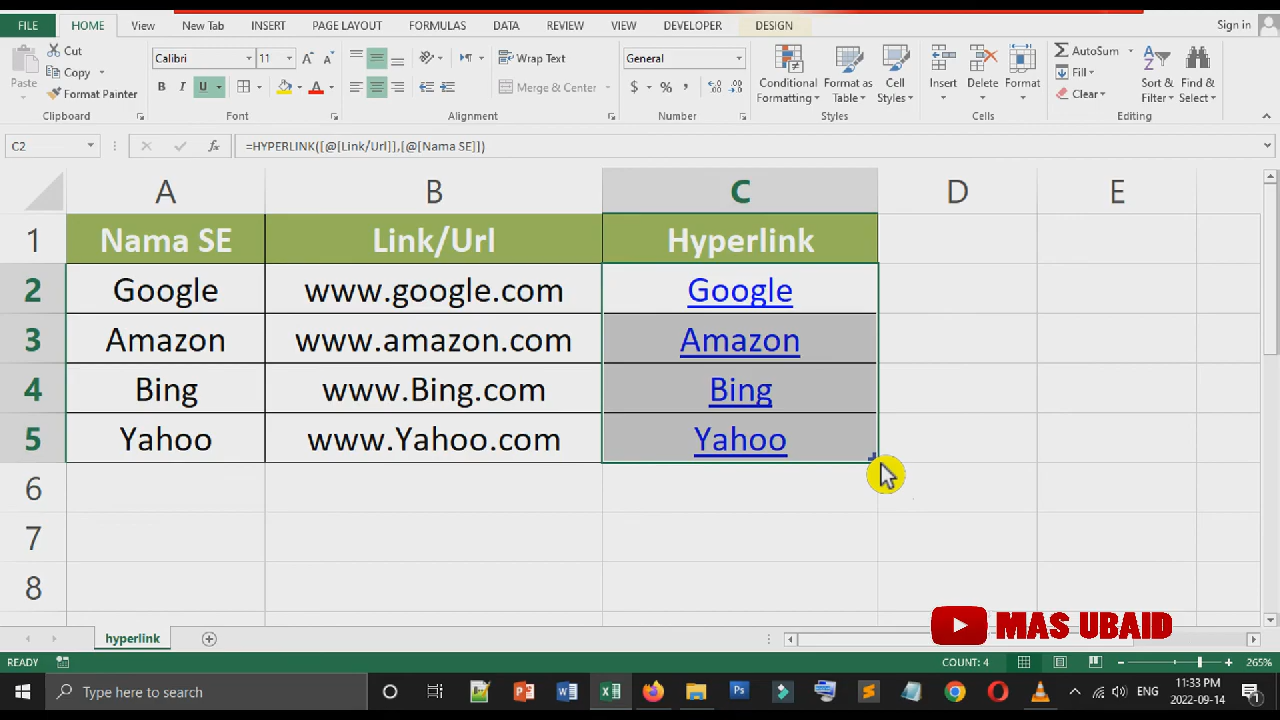 FILE HOME View New Tab INSERT PAGE LAYOUT FORMULAS DATA REVIEW VIEW DEVELOPER DESIGN Sign in
Paste
Cut
Copy
Format Painter
Clipboard
Calibri 11
B I U
Font
Wrap Text
Merge & Center
Alignment
General
$ % ,
Number
Conditional Formatting
Format as Table
Cell Styles
Styles
Insert Delete Format
Cells
AutoSum
Fill
Clear
Sort & Filter
Find & Select
Editing
C2 fx =HYPERLINK([@[Link/Url]],[@[Nama SE]])
A B C D E
1 Nama SE Link/Url Hyperlink
2 Google www.google.com Google
3 Amazon www.amazon.com Amazon
4 Bing www.Bing.com Bing
5 Yahoo www.Yahoo.com Yahoo
6
7
8
MAS UBAID
hyperlink
READY COUNT: 4 265%
Type here to search ENG 11:33 PM
2022-09-14